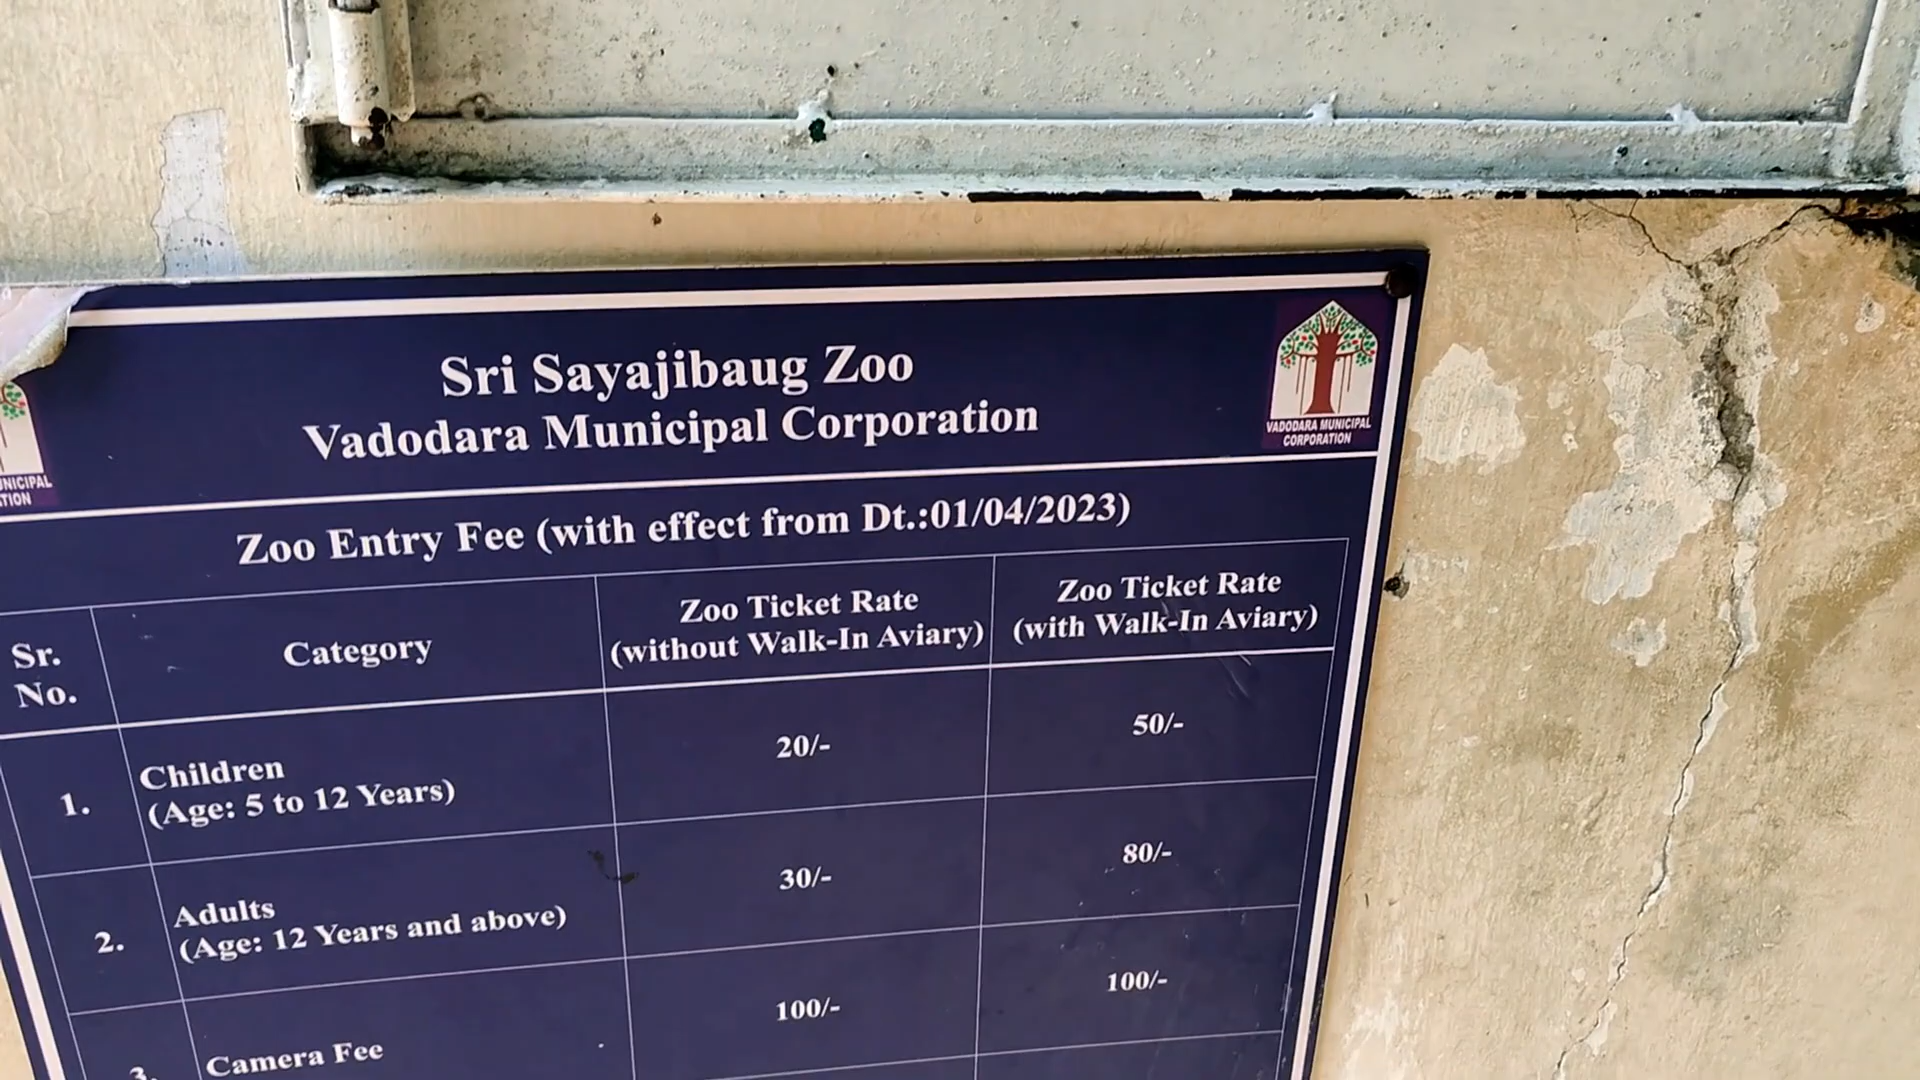 Sri Sayajibaug Zoo
Vadodara Municipal Corporation
VADODARA MUNICIPAL
CORPORATION
Zoo Entry Fee (with effect from Dt.:01/04/2023)
Sr.
No.
Category
Zoo Ticket Rate
(without Walk-In Aviary)
Zoo Ticket Rate
(with Walk-In Aviary)
1.
Children
(Age: 5 to 12 Years)
20/-
50/-
2.
Adults
(Age: 12 Years and above)
30/-
80/-
3.
Camera Fee
100/-
100/-